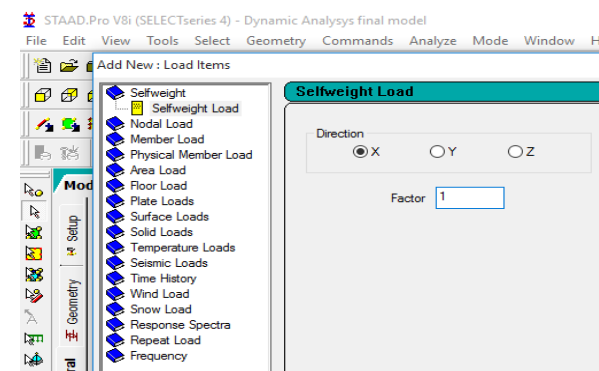 STAAD.Pro V8i (SELECTseries 4) - Dynamic Analysys final model
File Edit View Tools Select Geometry Commands Analyze Mode Window H
Add New : Load Items
Selfweight
Selfweight Load
Nodal Load
Member Load
Physical Member Load
Area Load
Floor Load
Plate Loads
Surface Loads
Solid Loads
Temperature Loads
Seismic Loads
Time History
Wind Load
Snow Load
Response Spectra
Repeat Load
Frequency
Selfweight Load
Direction
X Y Z
Factor 1
Mod
Setup
Geometry
ral